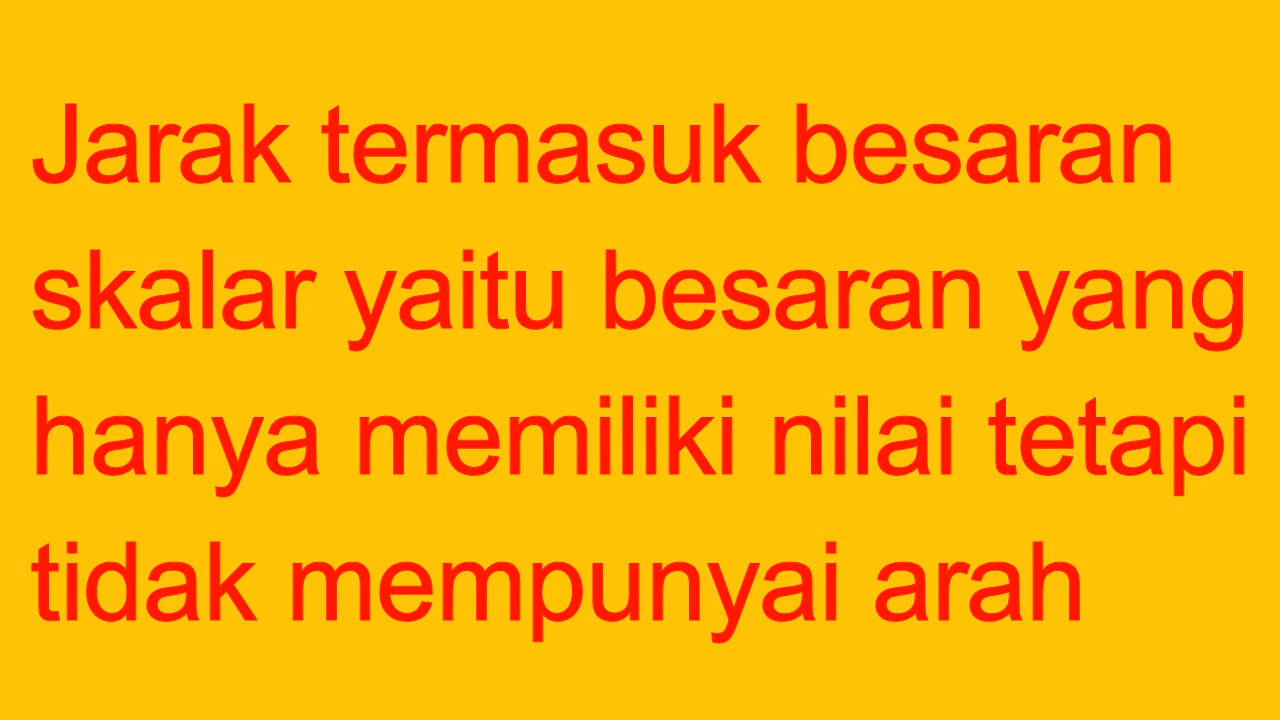 Jarak termasuk besaran
skalar yaitu besaran yang
hanya memiliki nilai tetapi
tidak mempunyai arah